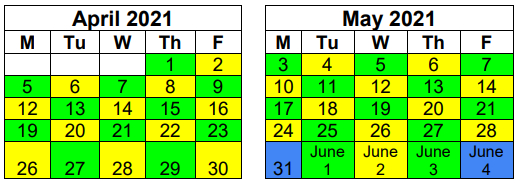 April 2021
M Tu W Th F
1 2
5 6 7 8 9
12 13 14 15 16
19 20 21 22 23
26 27 28 29 30
May 2021
M Tu W Th F
3 4 5 6 7
10 11 12 13 14
17 18 19 20 21
24 25 26 27 28
31 June 1 June 2 June 3 June 4